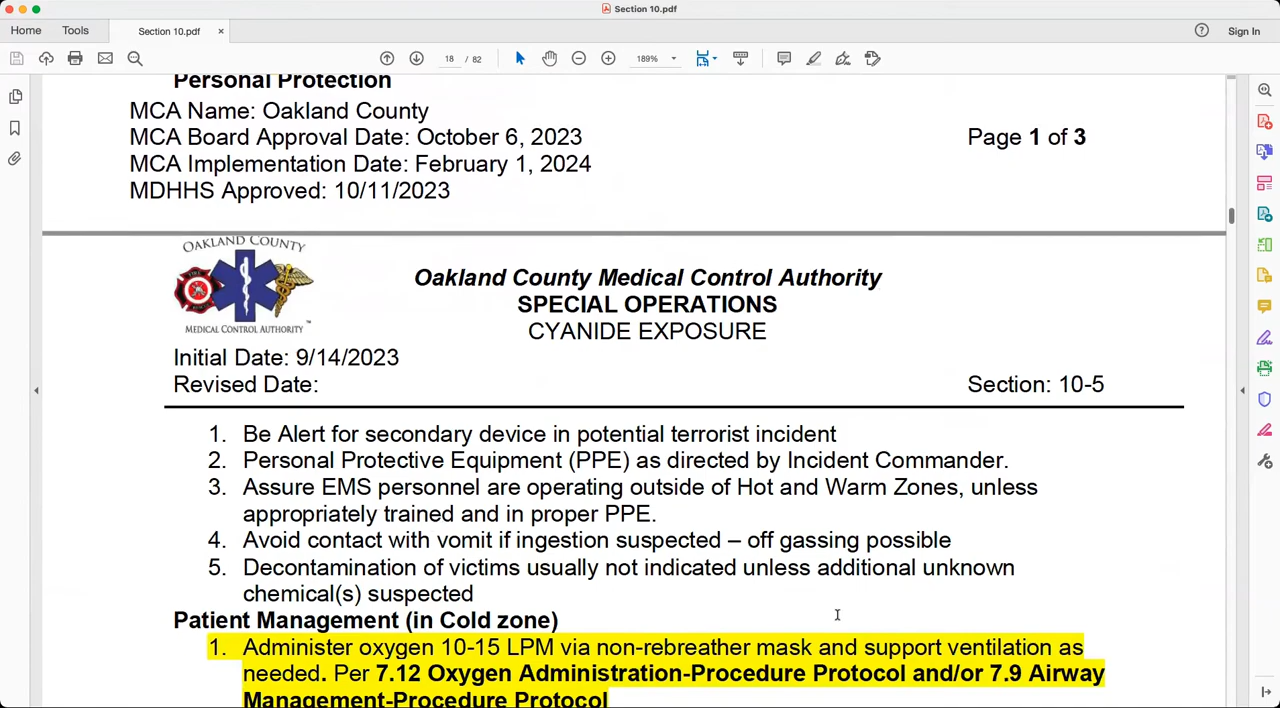 Section 10.pdf
Home Tools Section 10.pdf × Sign In
18 / 82 189%
Personal Protection
MCA Name: Oakland County
MCA Board Approval Date: October 6, 2023 Page 1 of 3
MCA Implementation Date: February 1, 2024
MDHHS Approved: 10/11/2023
OAKLAND COUNTY
MEDICAL CONTROL AUTHORITY ™
Oakland County Medical Control Authority
SPECIAL OPERATIONS
CYANIDE EXPOSURE
Initial Date: 9/14/2023
Revised Date: Section: 10-5
1. Be Alert for secondary device in potential terrorist incident
2. Personal Protective Equipment (PPE) as directed by Incident Commander.
3. Assure EMS personnel are operating outside of Hot and Warm Zones, unless
appropriately trained and in proper PPE.
4. Avoid contact with vomit if ingestion suspected – off gassing possible
5. Decontamination of victims usually not indicated unless additional unknown
chemical(s) suspected
Patient Management (in Cold zone)
1. Administer oxygen 10-15 LPM via non-rebreather mask and support ventilation as
needed. Per 7.12 Oxygen Administration-Procedure Protocol and/or 7.9 Airway
Management-Procedure Protocol